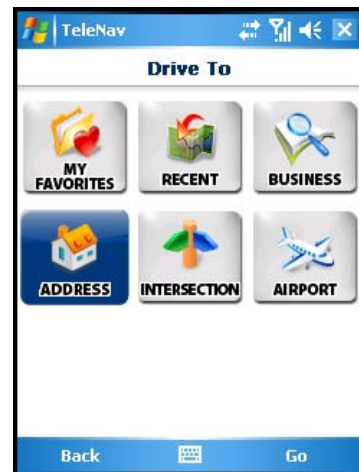 TeleNav
Drive To
MY FAVORITES
RECENT
BUSINESS
ADDRESS
INTERSECTION
AIRPORT
Back
Go